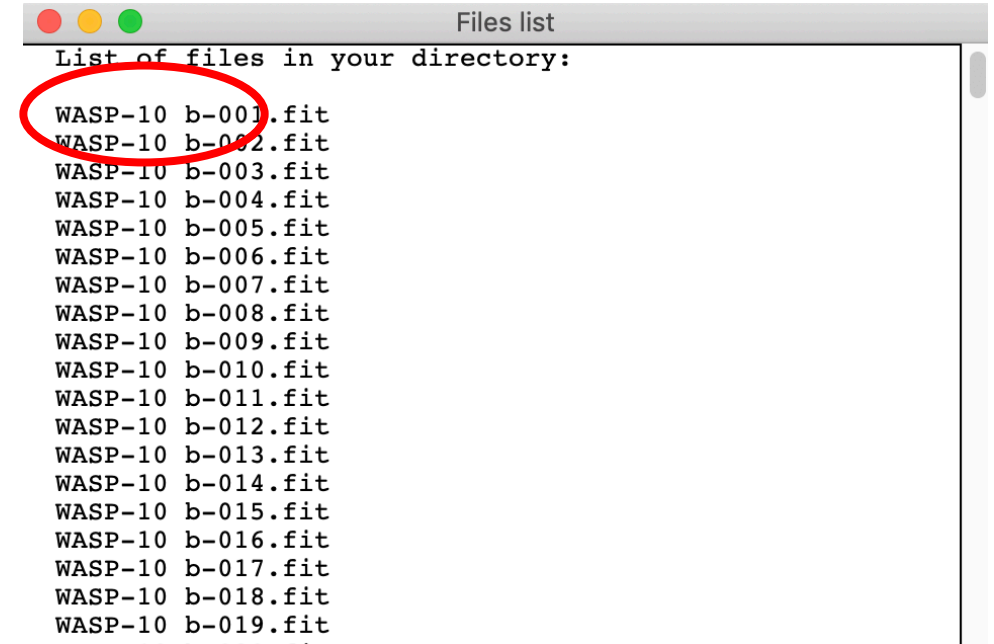 Files list
List of files in your directory:
WASP-10 b-001.fit
WASP-10 b-002.fit
WASP-10 b-003.fit
WASP-10 b-004.fit
WASP-10 b-005.fit
WASP-10 b-006.fit
WASP-10 b-007.fit
WASP-10 b-008.fit
WASP-10 b-009.fit
WASP-10 b-010.fit
WASP-10 b-011.fit
WASP-10 b-012.fit
WASP-10 b-013.fit
WASP-10 b-014.fit
WASP-10 b-015.fit
WASP-10 b-016.fit
WASP-10 b-017.fit
WASP-10 b-018.fit
WASP-10 b-019.fit